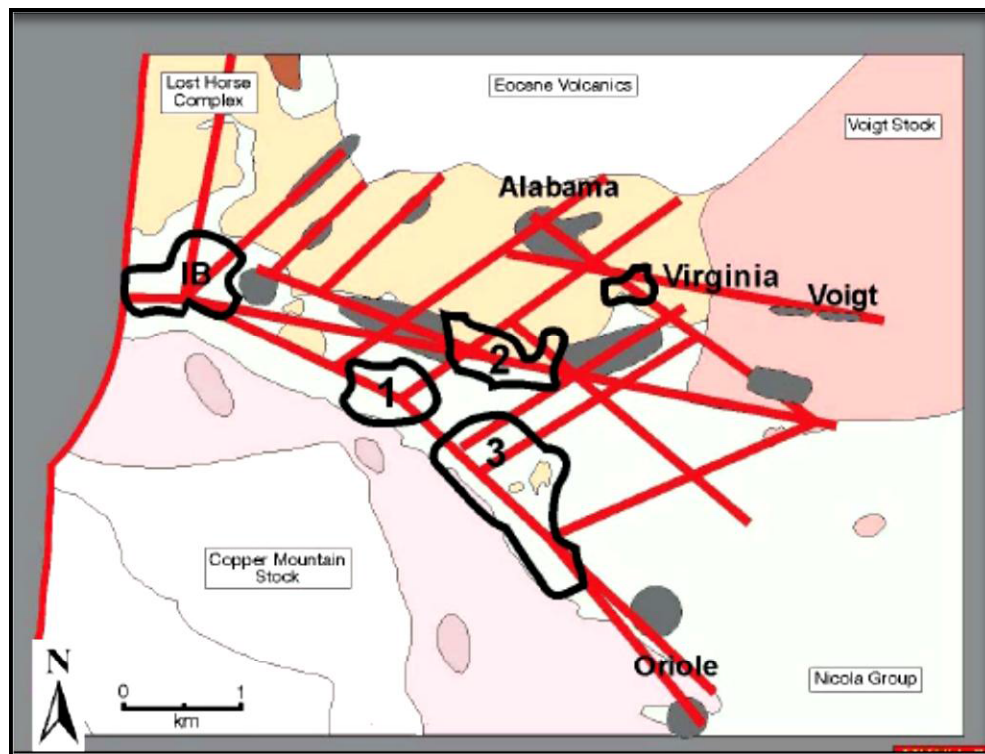 Lost Horse
Complex
Eocene Volcanics
Voigt Stock
Alabama
IB
Virginia
Voigt
2
1
3
Copper Mountain
Stock
N
0 1
km
Oriole
Nicola Group